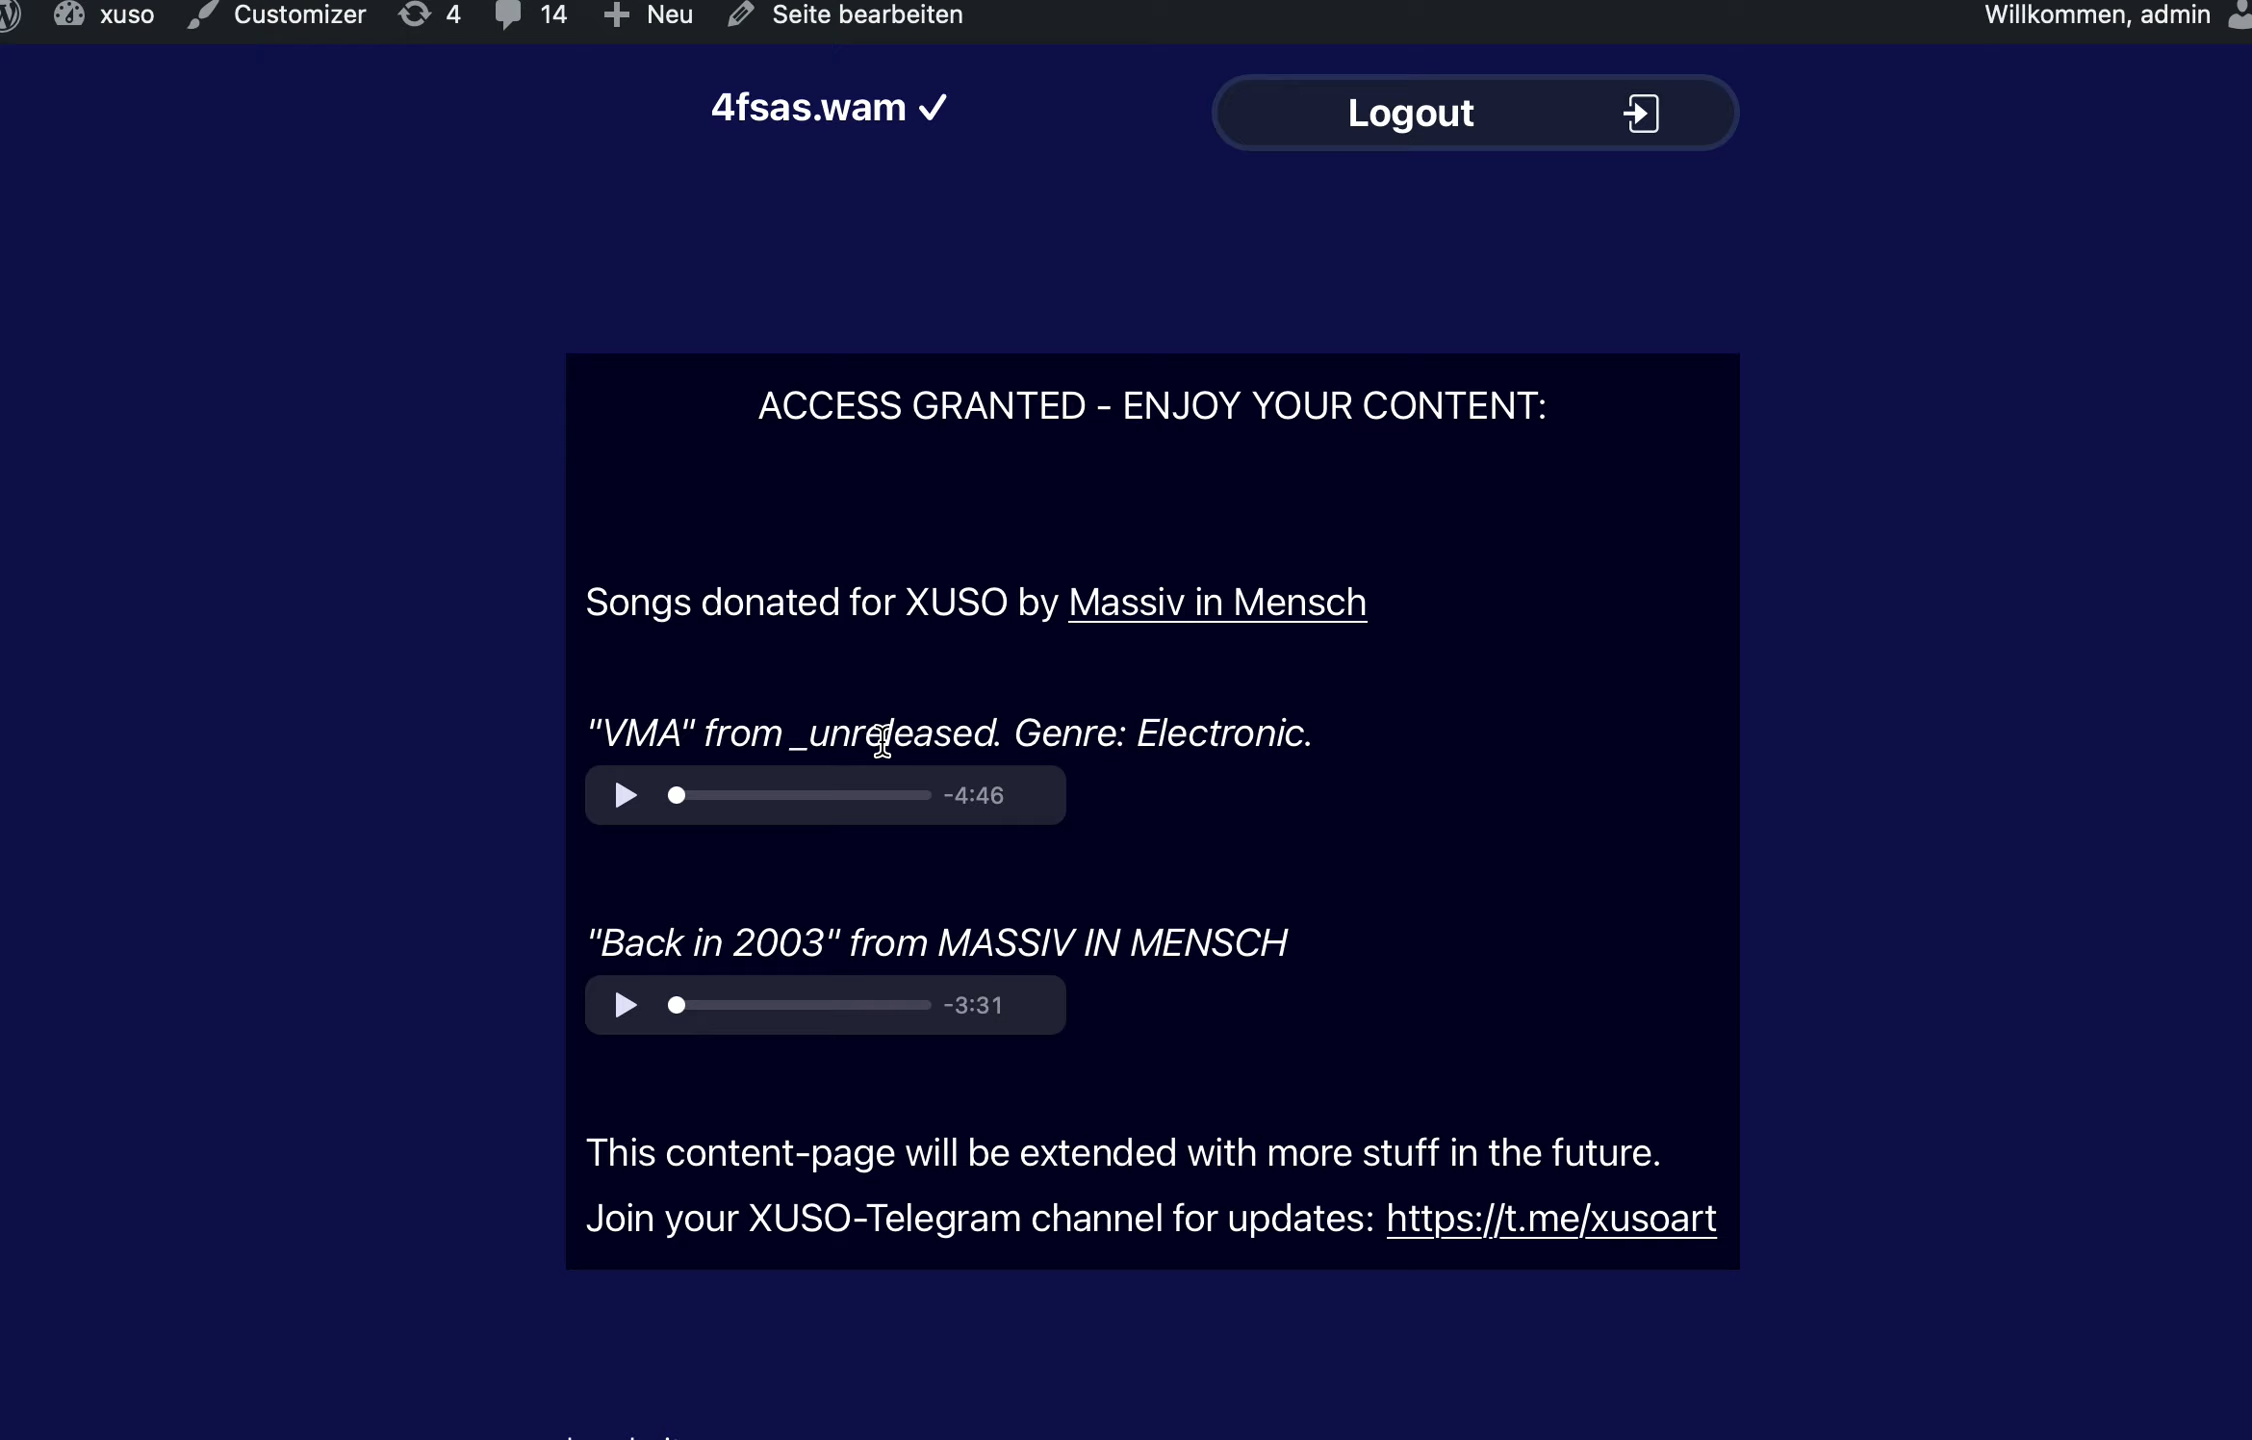 xuso Customizer 4 14 Neu Seite bearbeiten Willkommen, admin
4fsas.wam ✓ Logout
ACCESS GRANTED - ENJOY YOUR CONTENT:
Songs donated for XUSO by Massiv in Mensch
"VMA" from _unreleased. Genre: Electronic.
-4:46
"Back in 2003" from MASSIV IN MENSCH
-3:31
This content-page will be extended with more stuff in the future.
Join your XUSO-Telegram channel for updates: https://t.me/xusoart